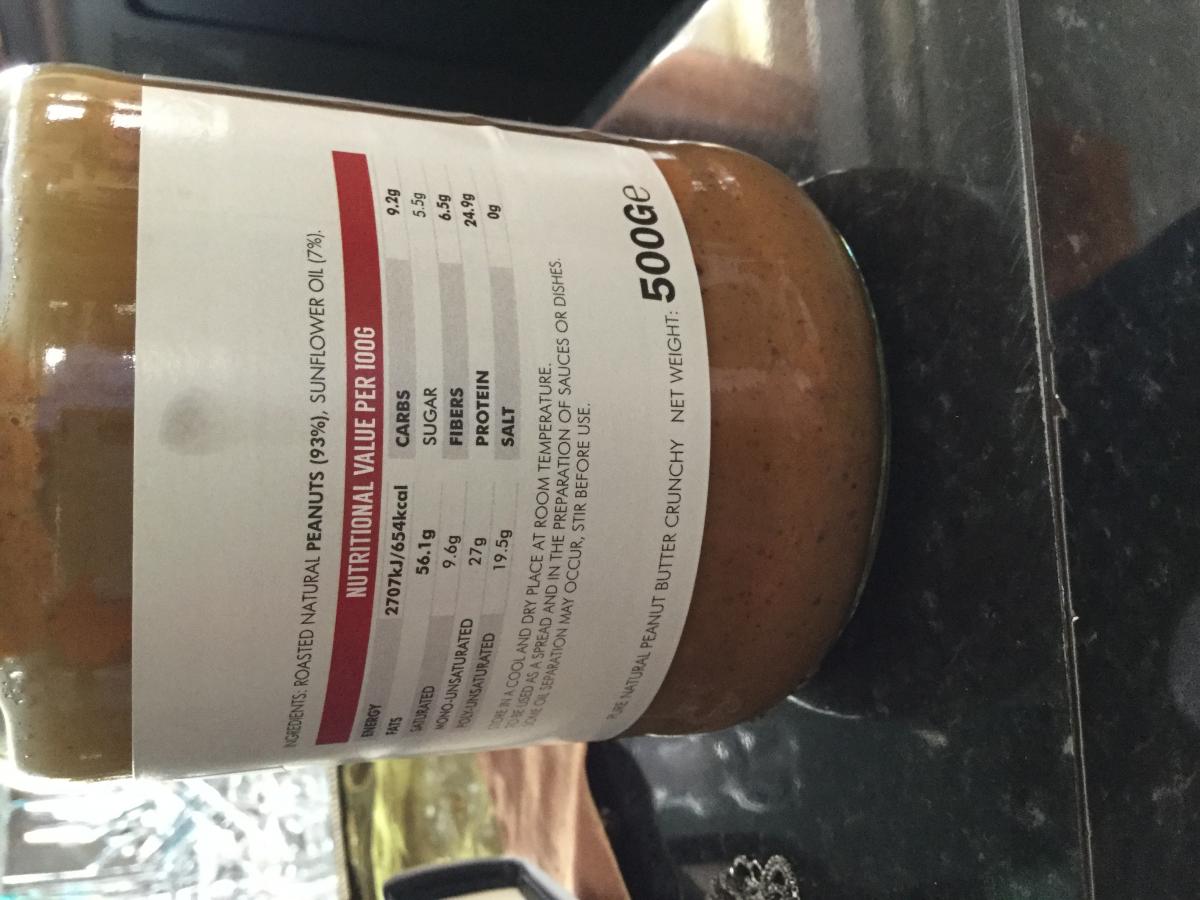 INGREDIENTS: ROASTED NATURAL PEANUTS (93%), SUNFLOWER OIL (7%).
NUTRITIONAL VALUE PER 100G
ENERGY 2707kJ/654kcal CARBS 9.2g
FATS 56.1g SUGAR 5.5g
SATURATED 9.6g FIBERS 6.5g
MONO-UNSATURATED 27g PROTEIN 24.9g
POLY-UNSATURATED 19.5g SALT 0g
STORE IN A COOL AND DRY PLACE AT ROOM TEMPERATURE.
TO BE USED AS A SPREAD AND IN THE PREPARATION OF SAUCES OR DISHES.
SOME OIL SEPARATION MAY OCCUR, STIR BEFORE USE.
PURE NATURAL PEANUT BUTTER CRUNCHY NET WEIGHT: 500Ge